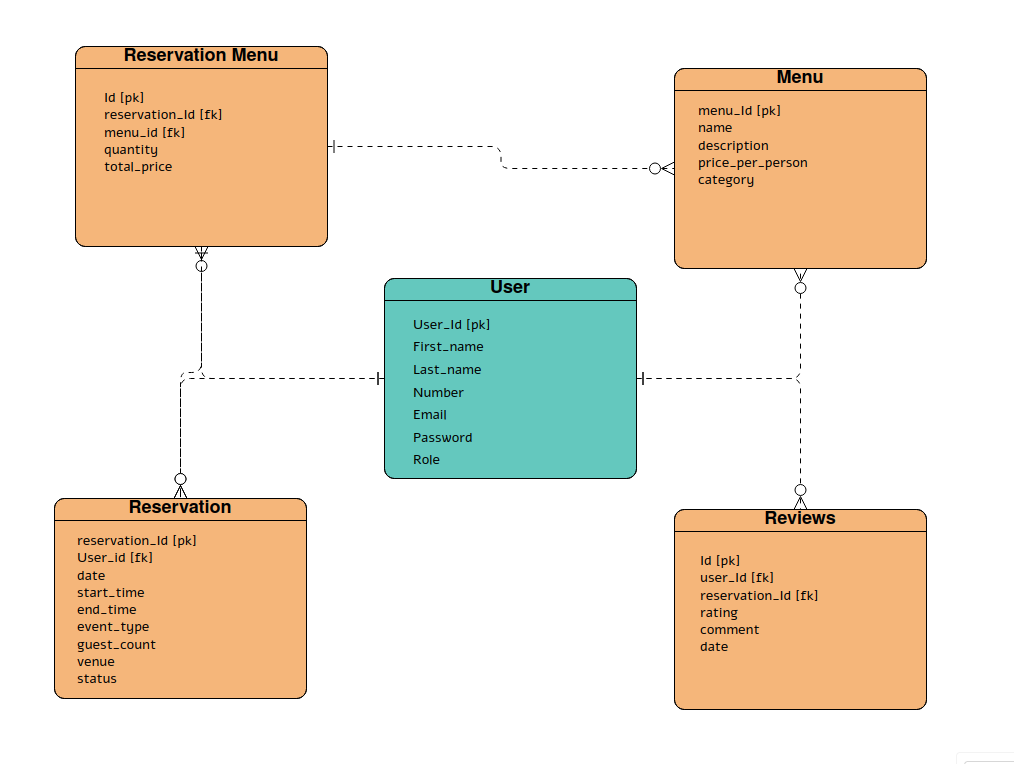 Reservation Menu
Id [pk]
reservation_Id [fk]
menu_id [fk]
quantity
total_price
Menu
menu_Id [pk]
name
description
price_per_person
category
User
User_Id [pk]
First_name
Last_name
Number
Email
Password
Role
Reservation
reservation_Id [pk]
User_id [fk]
date
start_time
end_time
event_type
guest_count
venue
status
Reviews
Id [pk]
user_Id [fk]
reservation_Id [fk]
rating
comment
date